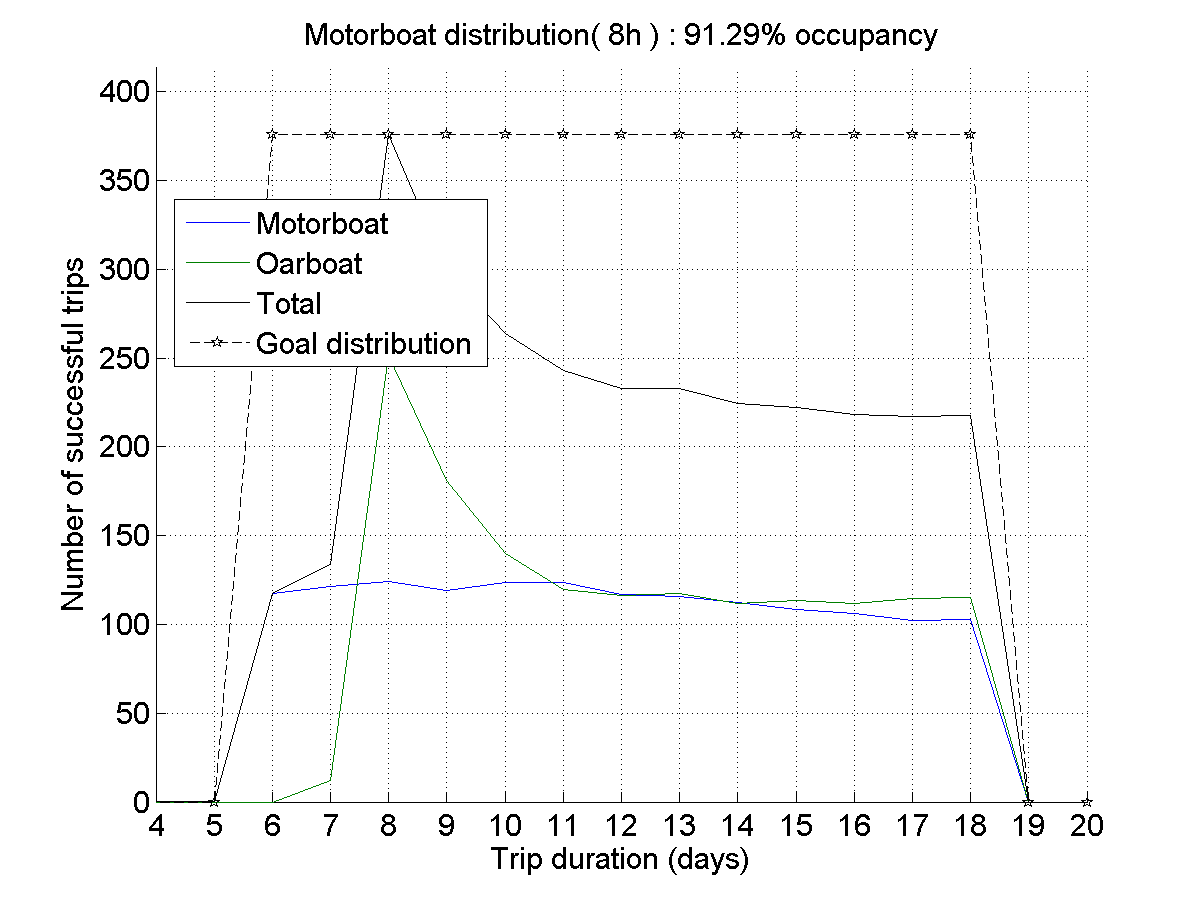 Motorboat distribution( 8h ) : 91.29% occupancy
400
350
300
250
200
150
100
50
0
Number of successful trips
Motorboat
Oarboat
Total
Goal distribution
4 5 6 7 8 9 10 11 12 13 14 15 16 17 18 19 20
Trip duration (days)